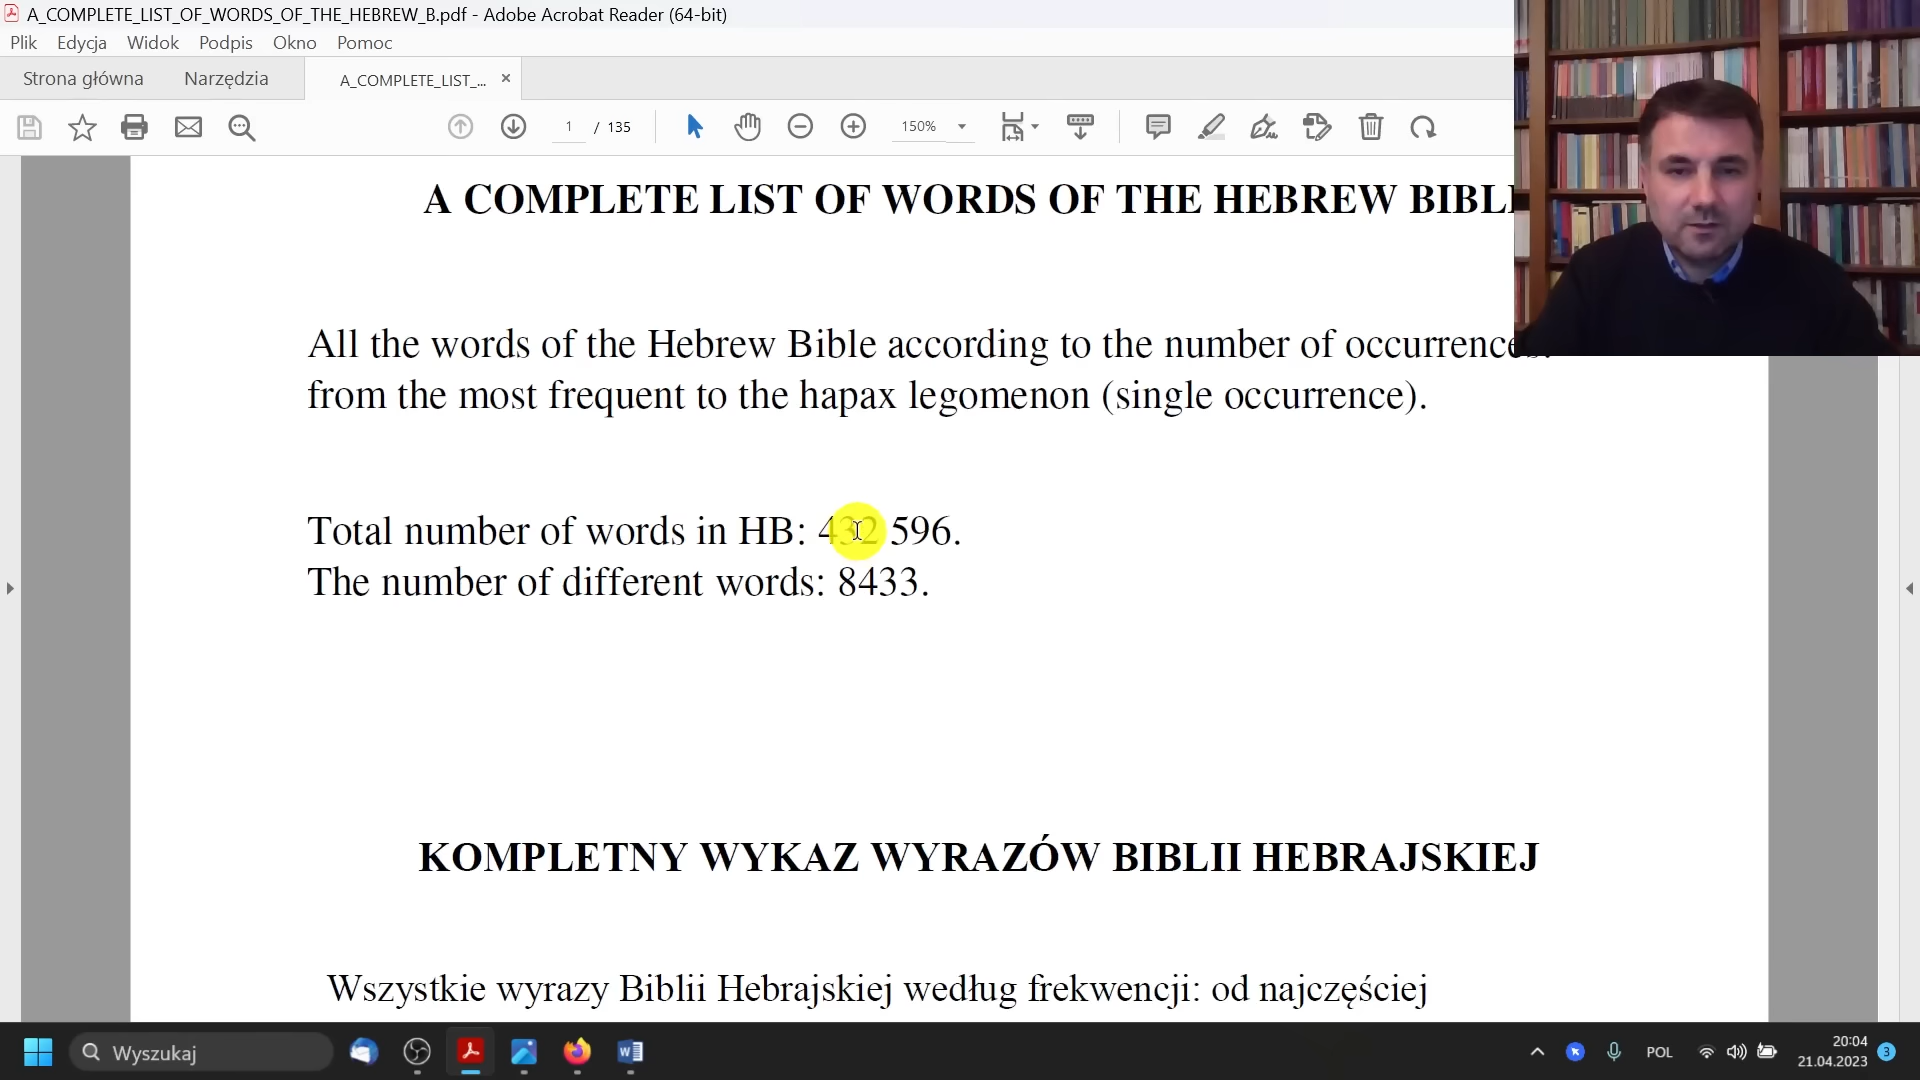 A_COMPLETE_LIST_OF_WORDS_OF_THE_HEBREW_B.pdf - Adobe Acrobat Reader (64-bit)
Plik Edycja Widok Podpis Okno Pomoc
Strona główna Narzędzia A_COMPLETE_LIST_...
1 / 135 150%
A COMPLETE LIST OF WORDS OF THE HEBREW BIBL
All the words of the Hebrew Bible according to the number of occurrences:
from the most frequent to the hapax legomenon (single occurrence).
Total number of words in HB: 432 596.
The number of different words: 8433.
KOMPLETNY WYKAZ WYRAZÓW BIBLII HEBRAJSKIEJ
Wszystkie wyrazy Biblii Hebrajskiej według frekwencji: od najczęściej
Wyszukaj POL 20:04
21.04.2023 3